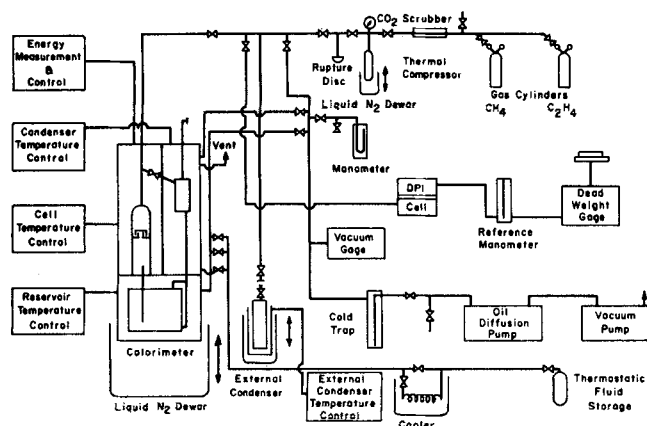 Energy
Measurement
&
Control
Condenser
Temperature
Control
Cell
Temperature
Control
Reservoir
Temperature
Control
Calorimeter
Liquid N2 Dewar
Vent
CO2 Scrubber
Rupture
Disc
Thermal
Compressor
Liquid N2 Dewar
Gas Cylinders
CH4
C2H4
Manometer
DPI
Cell
Reference
Manometer
Dead
Weight
Gage
Vacuum
Gage
Cold
Trap
Oil
Diffusion
Pump
Vacuum
Pump
External
Condenser
External
Condenser
Temperature
Control
Cooler
Thermostatic
Fluid
Storage